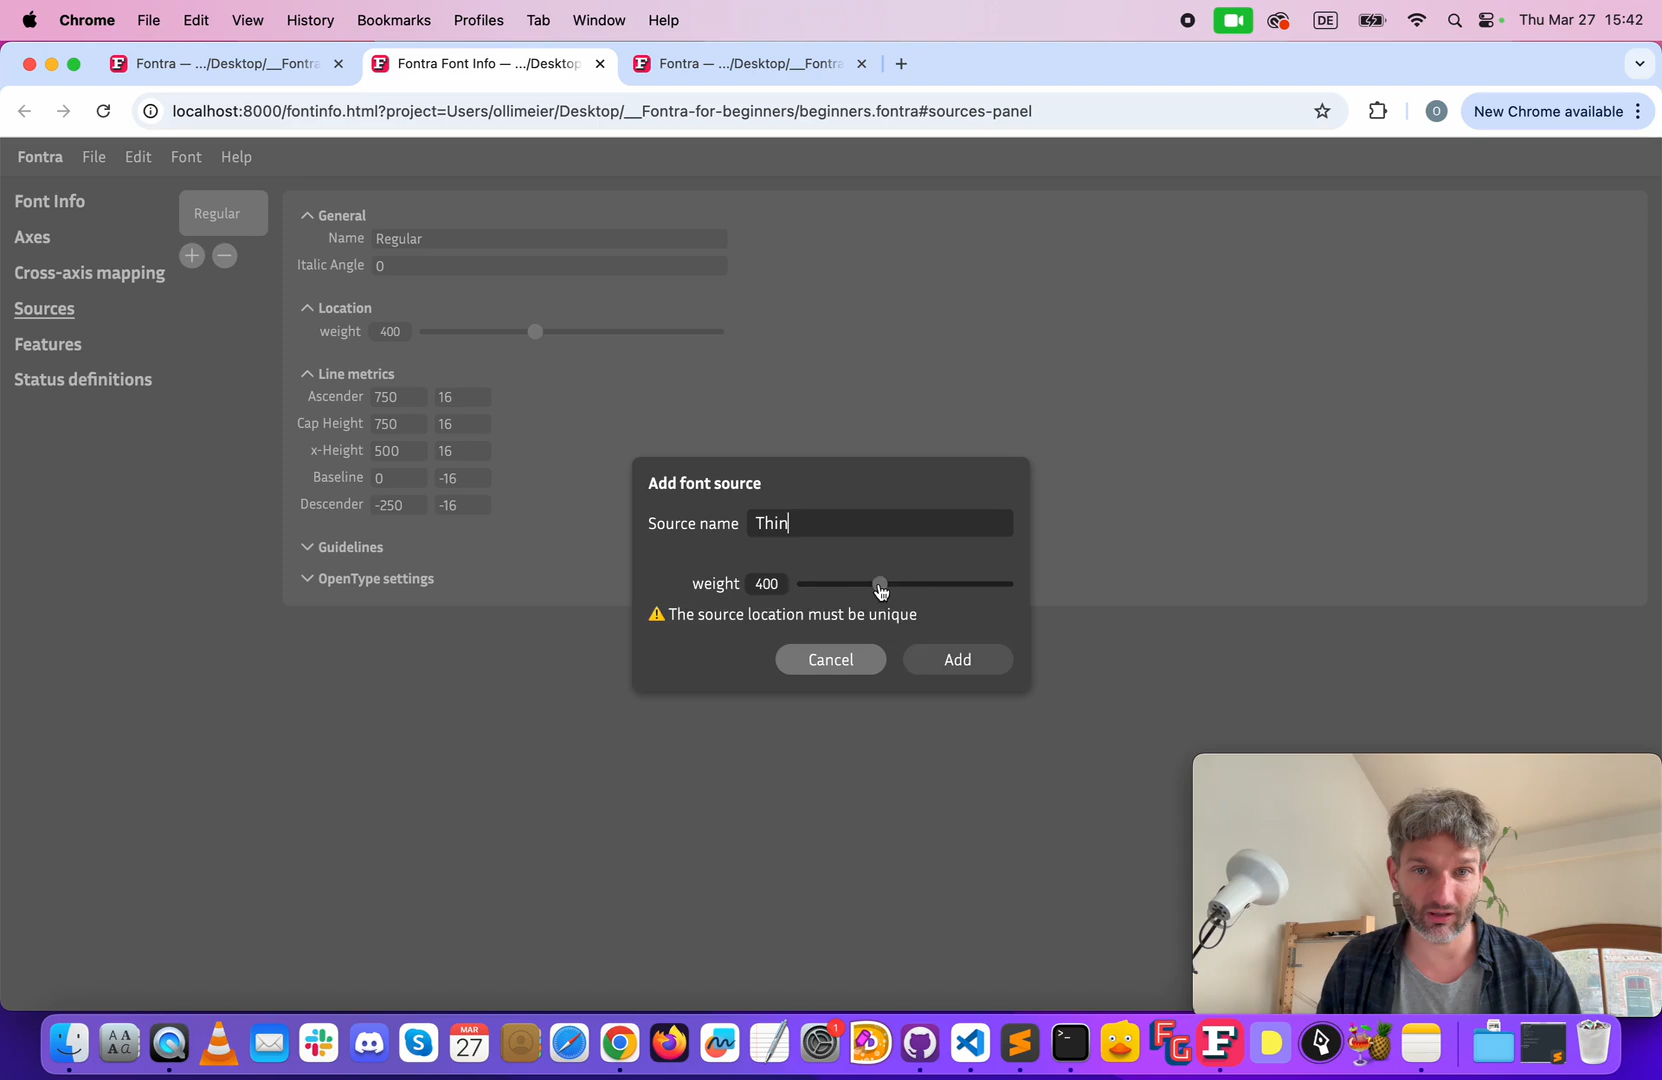 Chrome File Edit View History Bookmarks Profiles Tab Window Help DE Thu Mar 27 15:42
Fontra — .../Desktop/__Fontra Fontra Font Info — .../Desktop Fontra — .../Desktop/__Fontra
localhost:8000/fontinfo.html?project=Users/ollimeier/Desktop/__Fontra-for-beginners/beginners.fontra#sources-panel O New Chrome available
Fontra File Edit Font Help
Font Info
Axes
Cross-axis mapping
Sources
Features
Status definitions
Regular
General
Name Regular
Italic Angle 0
Location
weight 400
Line metrics
Ascender 750 16
Cap Height 750 16
x-Height 500 16
Baseline 0 -16
Descender -250 -16
Guidelines
OpenType settings
Add font source
Source name Thin
weight 400
The source location must be unique
Cancel Add
MAR
27
1